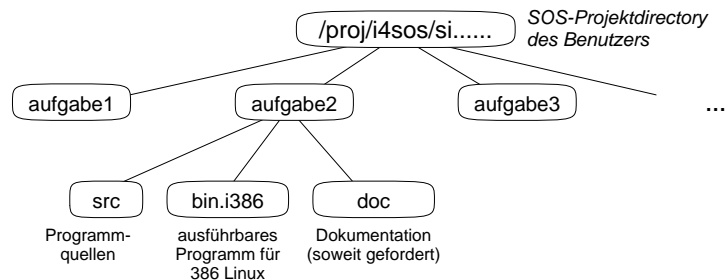 /proj/i4sos/si......
SOS-Projektdirectory
des Benutzers
aufgabe1
aufgabe2
aufgabe3
...
src
bin.i386
doc
Programm-
quellen
ausführbares
Programm für
386 Linux
Dokumentation
(soweit gefordert)